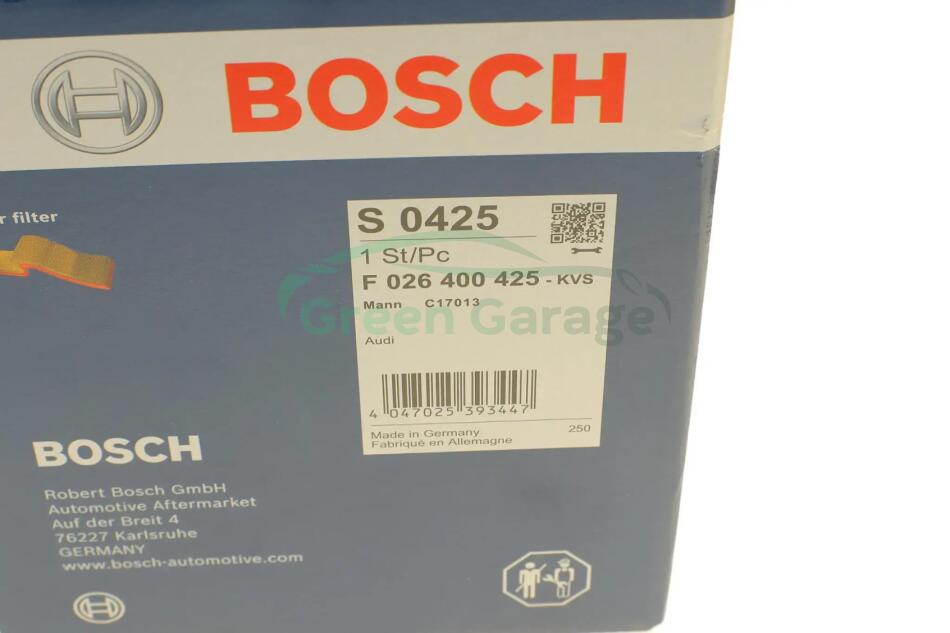 BOSCH
r filter
S 0425
1 St/Pc
F 026 400 425 - KVS
Mann C17013
Green Garage
Audi
4 047025 393447
Made in Germany 250
Fabriqué en Allemagne
BOSCH
Robert Bosch GmbH
Automotive Aftermarket
Auf der Breit 4
76227 Karlsruhe
GERMANY
www.bosch-automotive.com